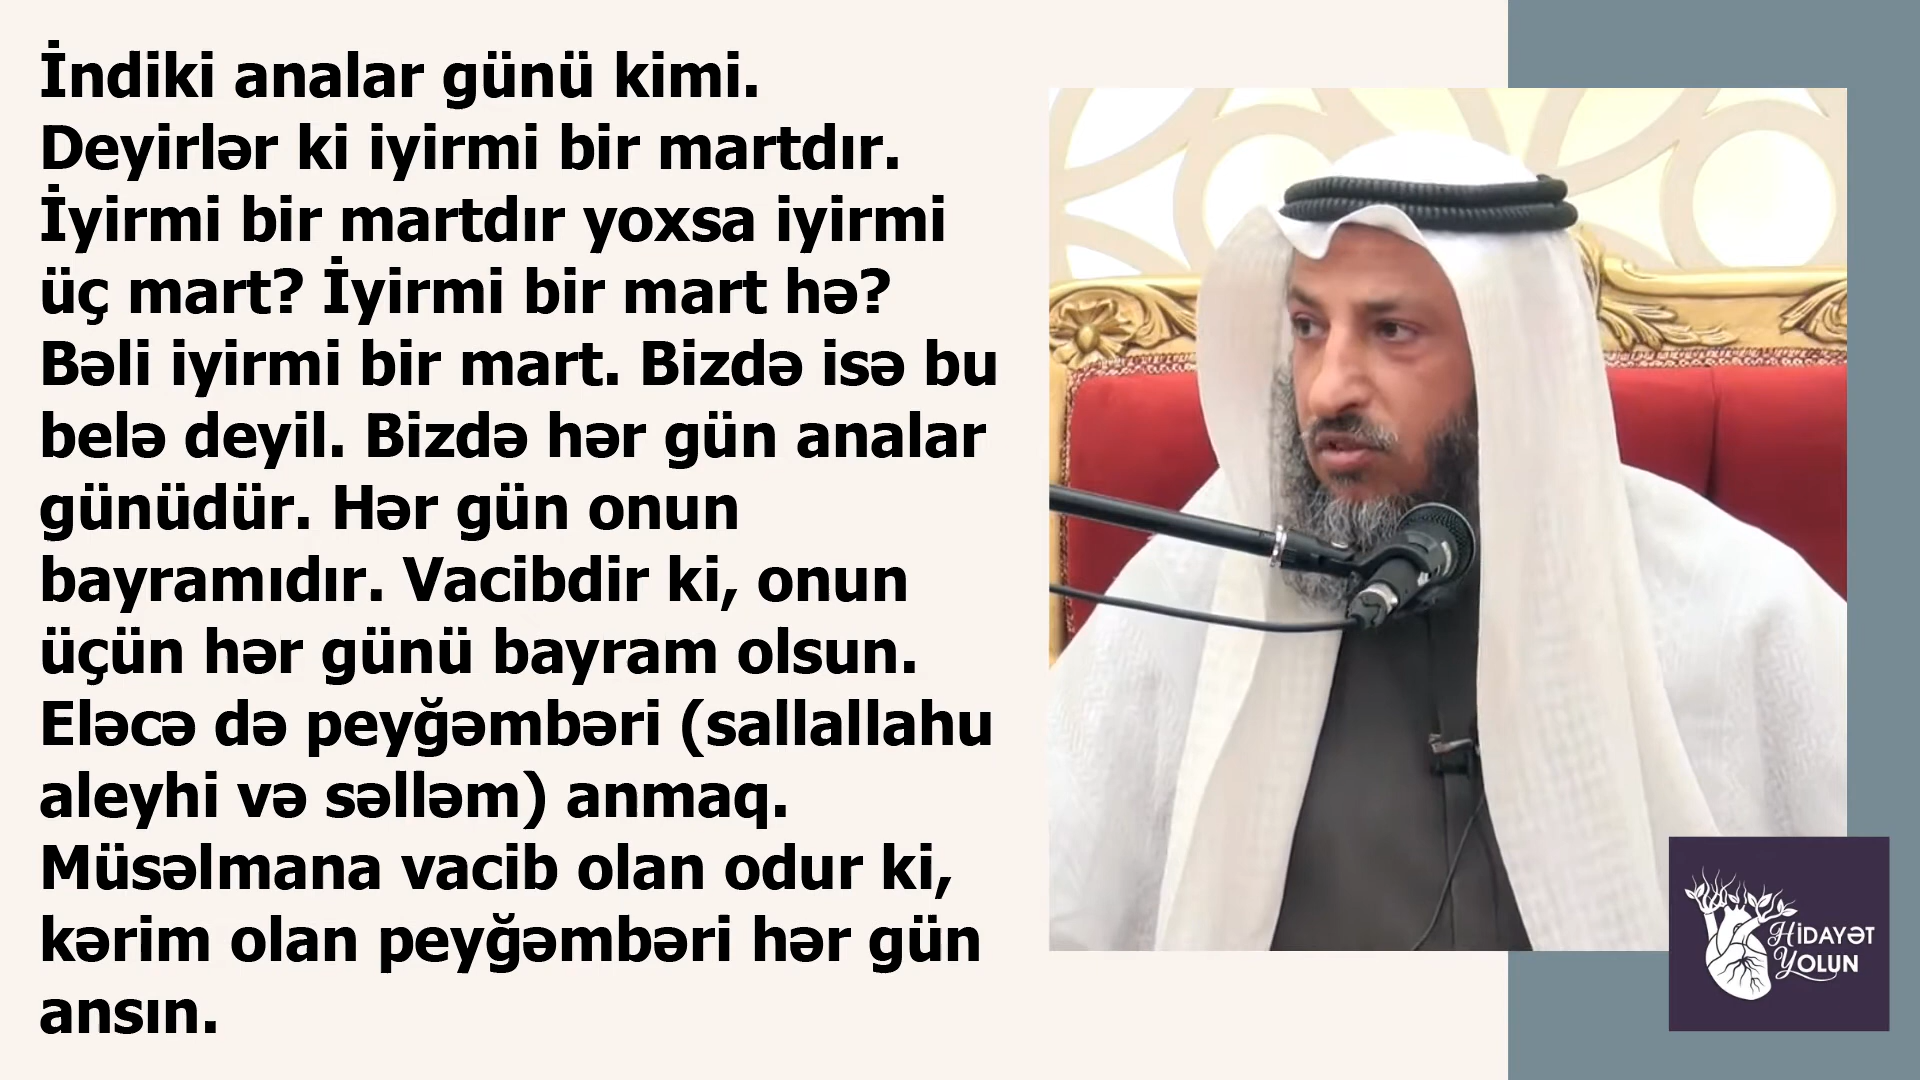 İndiki analar günü kimi.
Deyirlər ki iyirmi bir martdır.
İyirmi bir martdır yoxsa iyirmi
üç mart? İyirmi bir mart hə?
Bəli iyirmi bir mart. Bizdə isə bu
belə deyil. Bizdə hər gün analar
günüdür. Hər gün onun
bayramıdır. Vacibdir ki, onun
üçün hər günü bayram olsun.
Eləcə də peyğəmbəri (sallallahu
aleyhi və səlləm) anmaq.
Müsəlmana vacib olan odur ki,
kərim olan peyğəmbəri hər gün
ansın.
HİDAYƏT
YOLUN